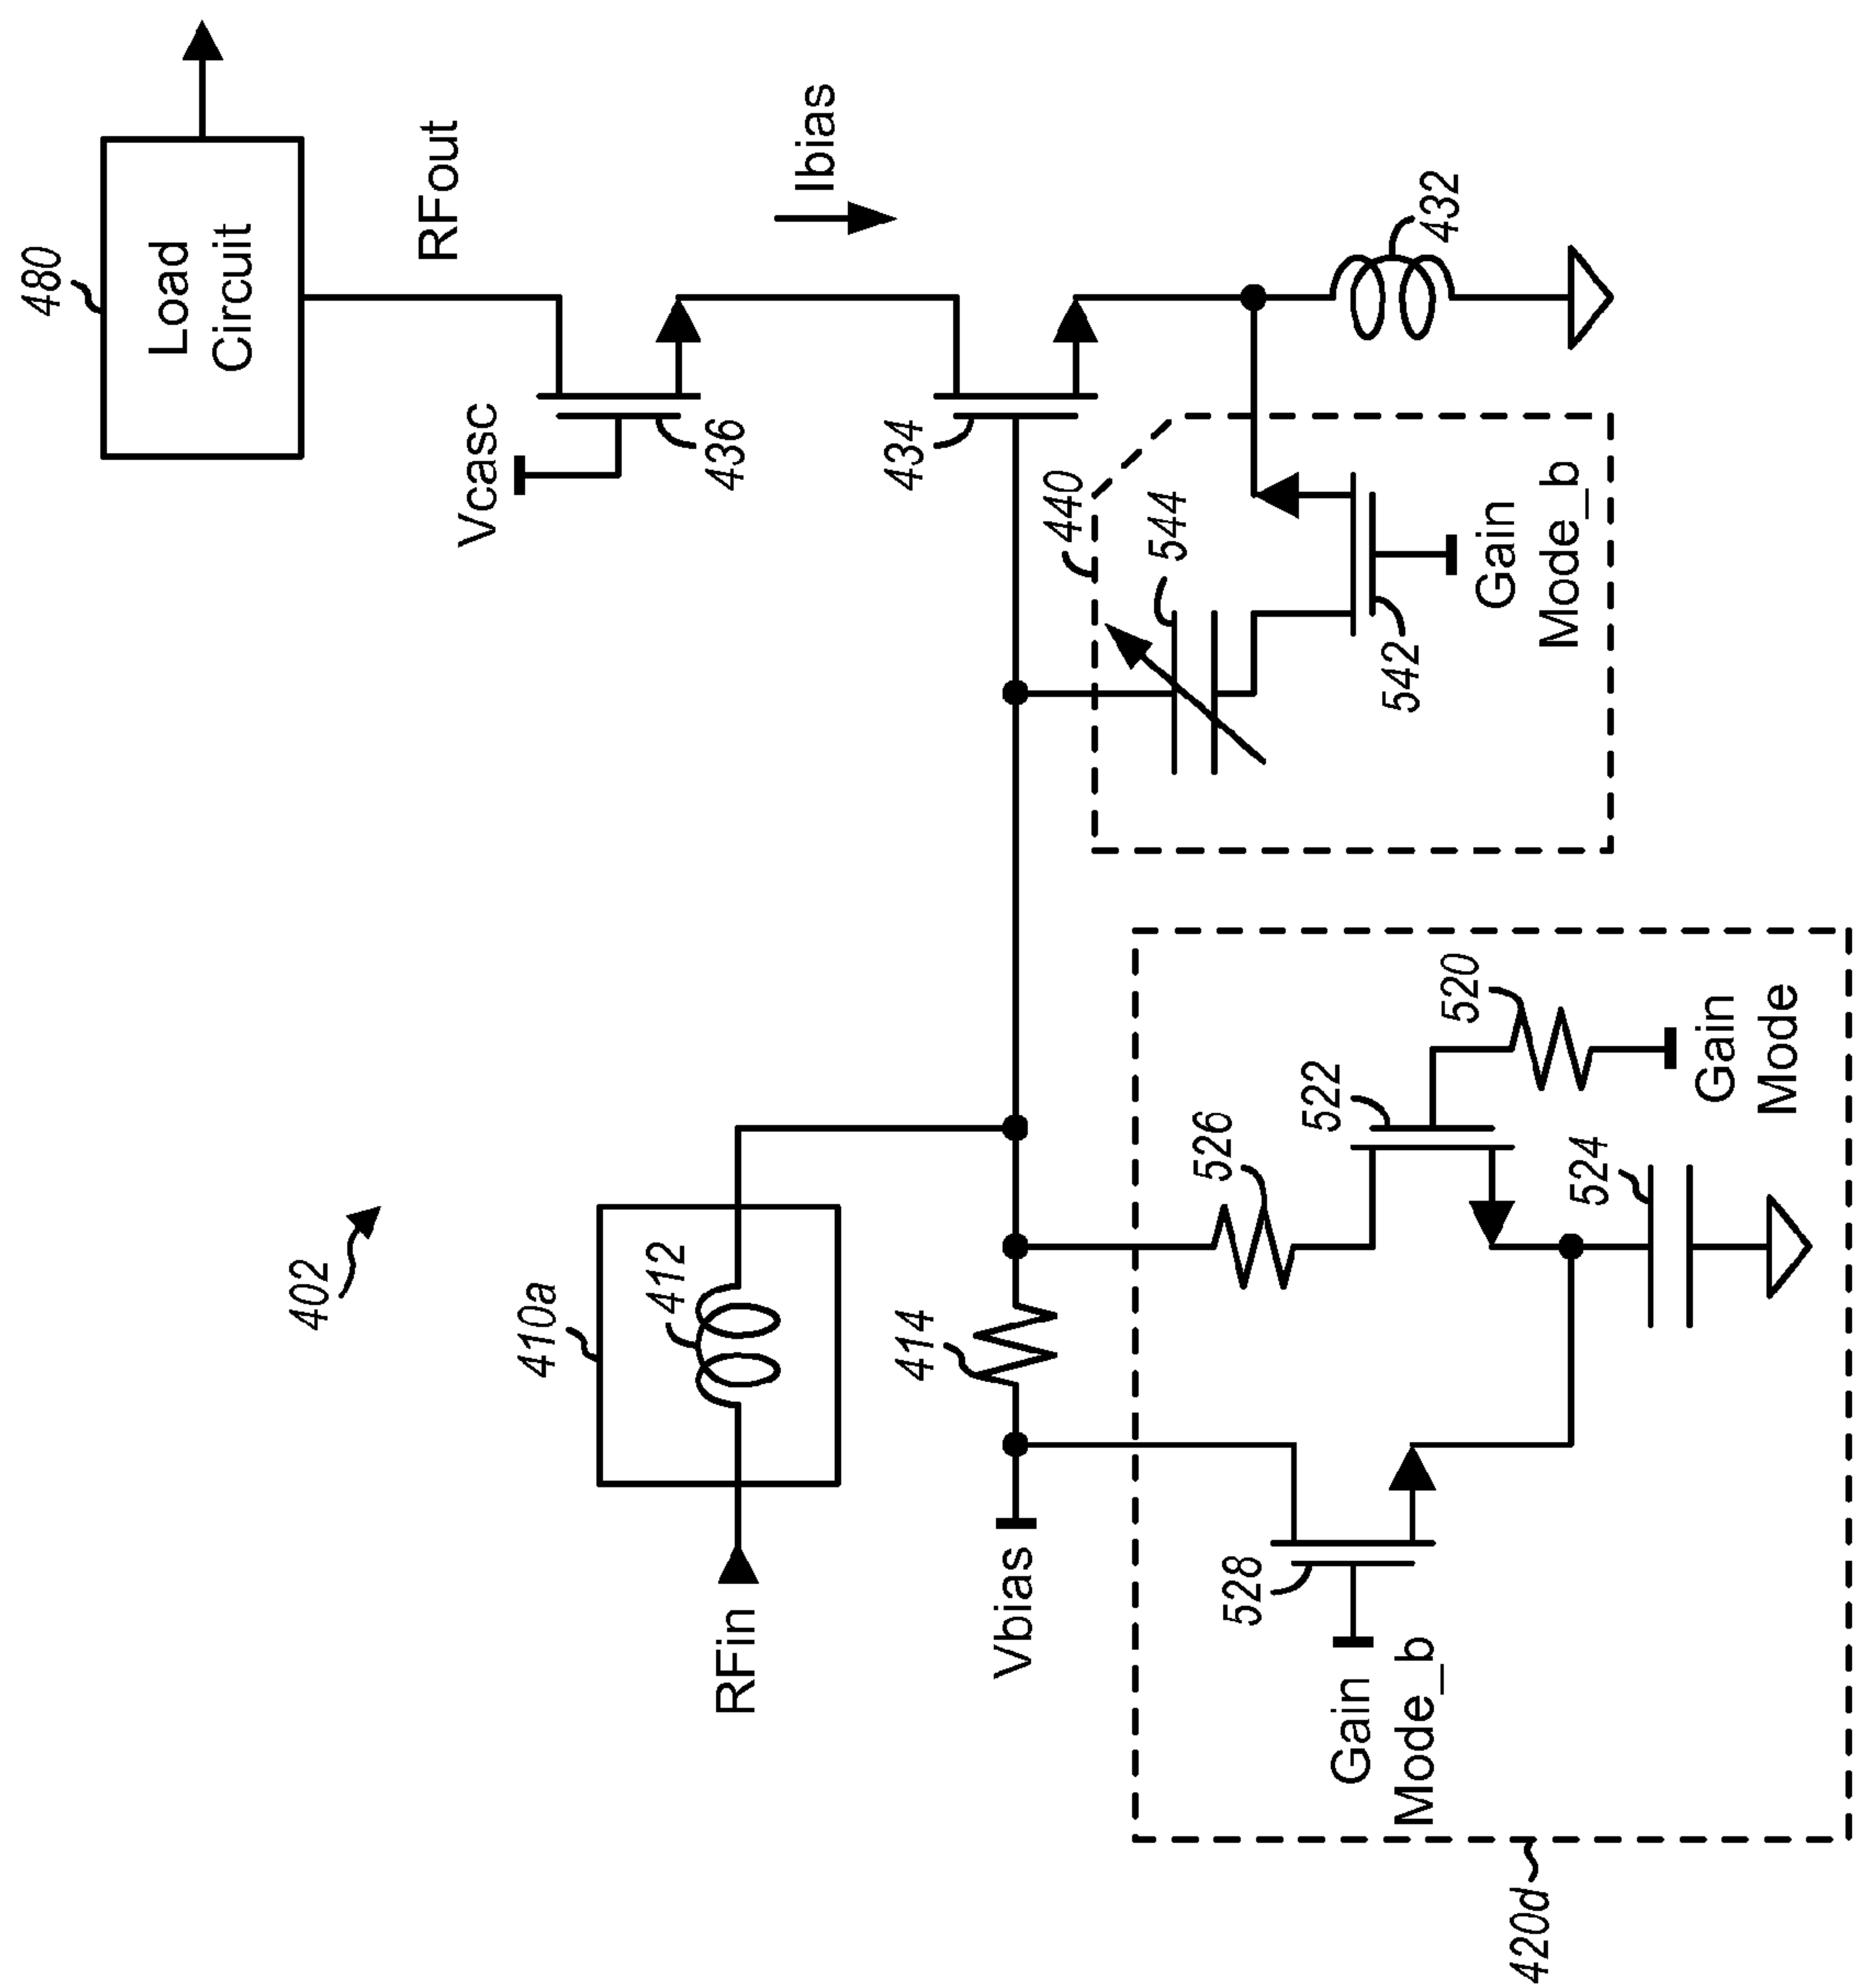 402
480
Load
Circuit
RFout
Vcasc
436
Ibias
410a
412
RFin
414
Vbias
434
440
544
432
542
Gain
Mode_b
526
522
520
528
524
Gain
Mode_b
Gain
Mode
420d